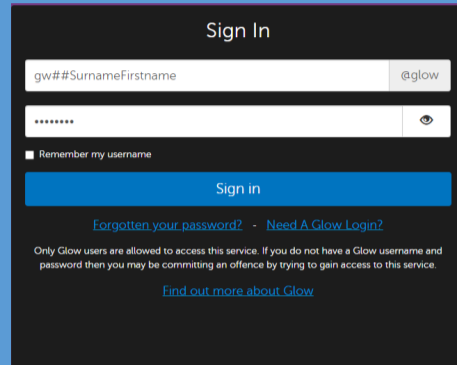 Sign In
gw##SurnameFirstname @glow
••••••••
Remember my username
Sign in
Forgotten your password? - Need A Glow Login?
Only Glow users are allowed to access this service. If you do not have a Glow username and
password then you may be committing an offence by trying to gain access to this service.
Find out more about Glow